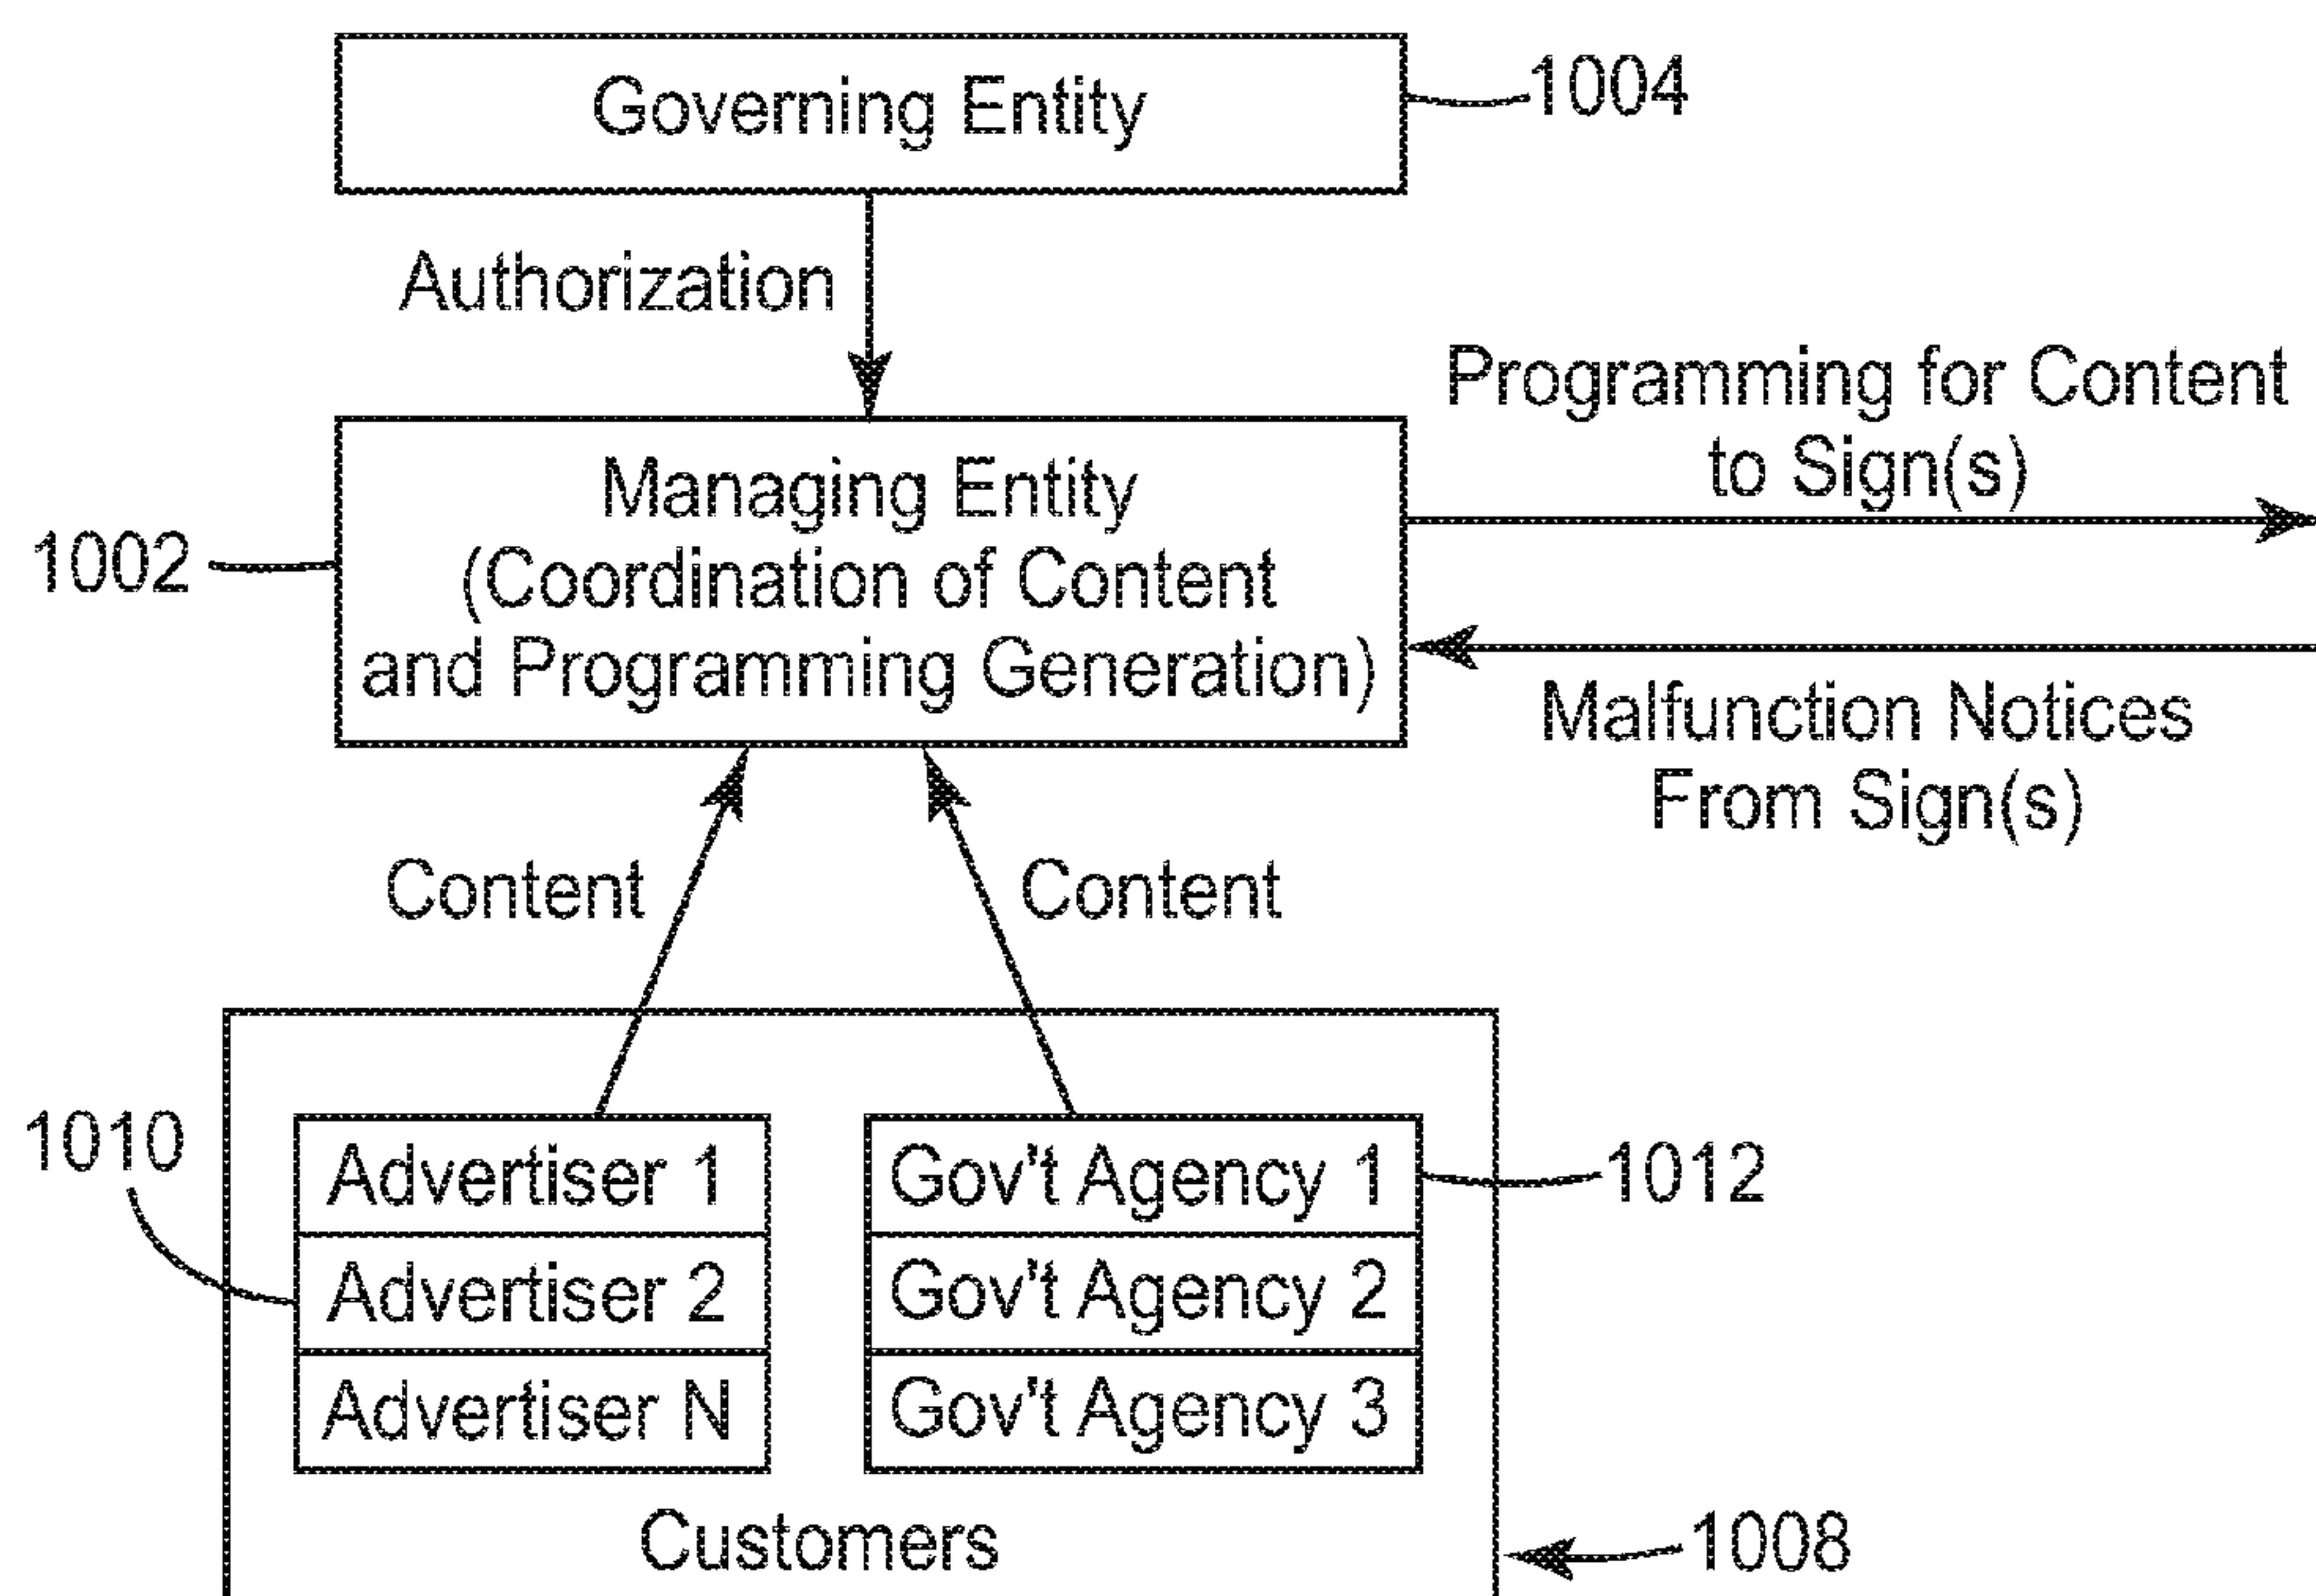 Governing Entity
1004
Authorization
Programming for Content
to Sign(s)
Managing Entity
(Coordination of Content
and Programming Generation)
1002
Malfunction Notices
From Sign(s)
Content
Content
1010
Advertiser 1
Advertiser 2
Advertiser N
Gov't Agency 1
Gov't Agency 2
Gov't Agency 3
1012
Customers
1008